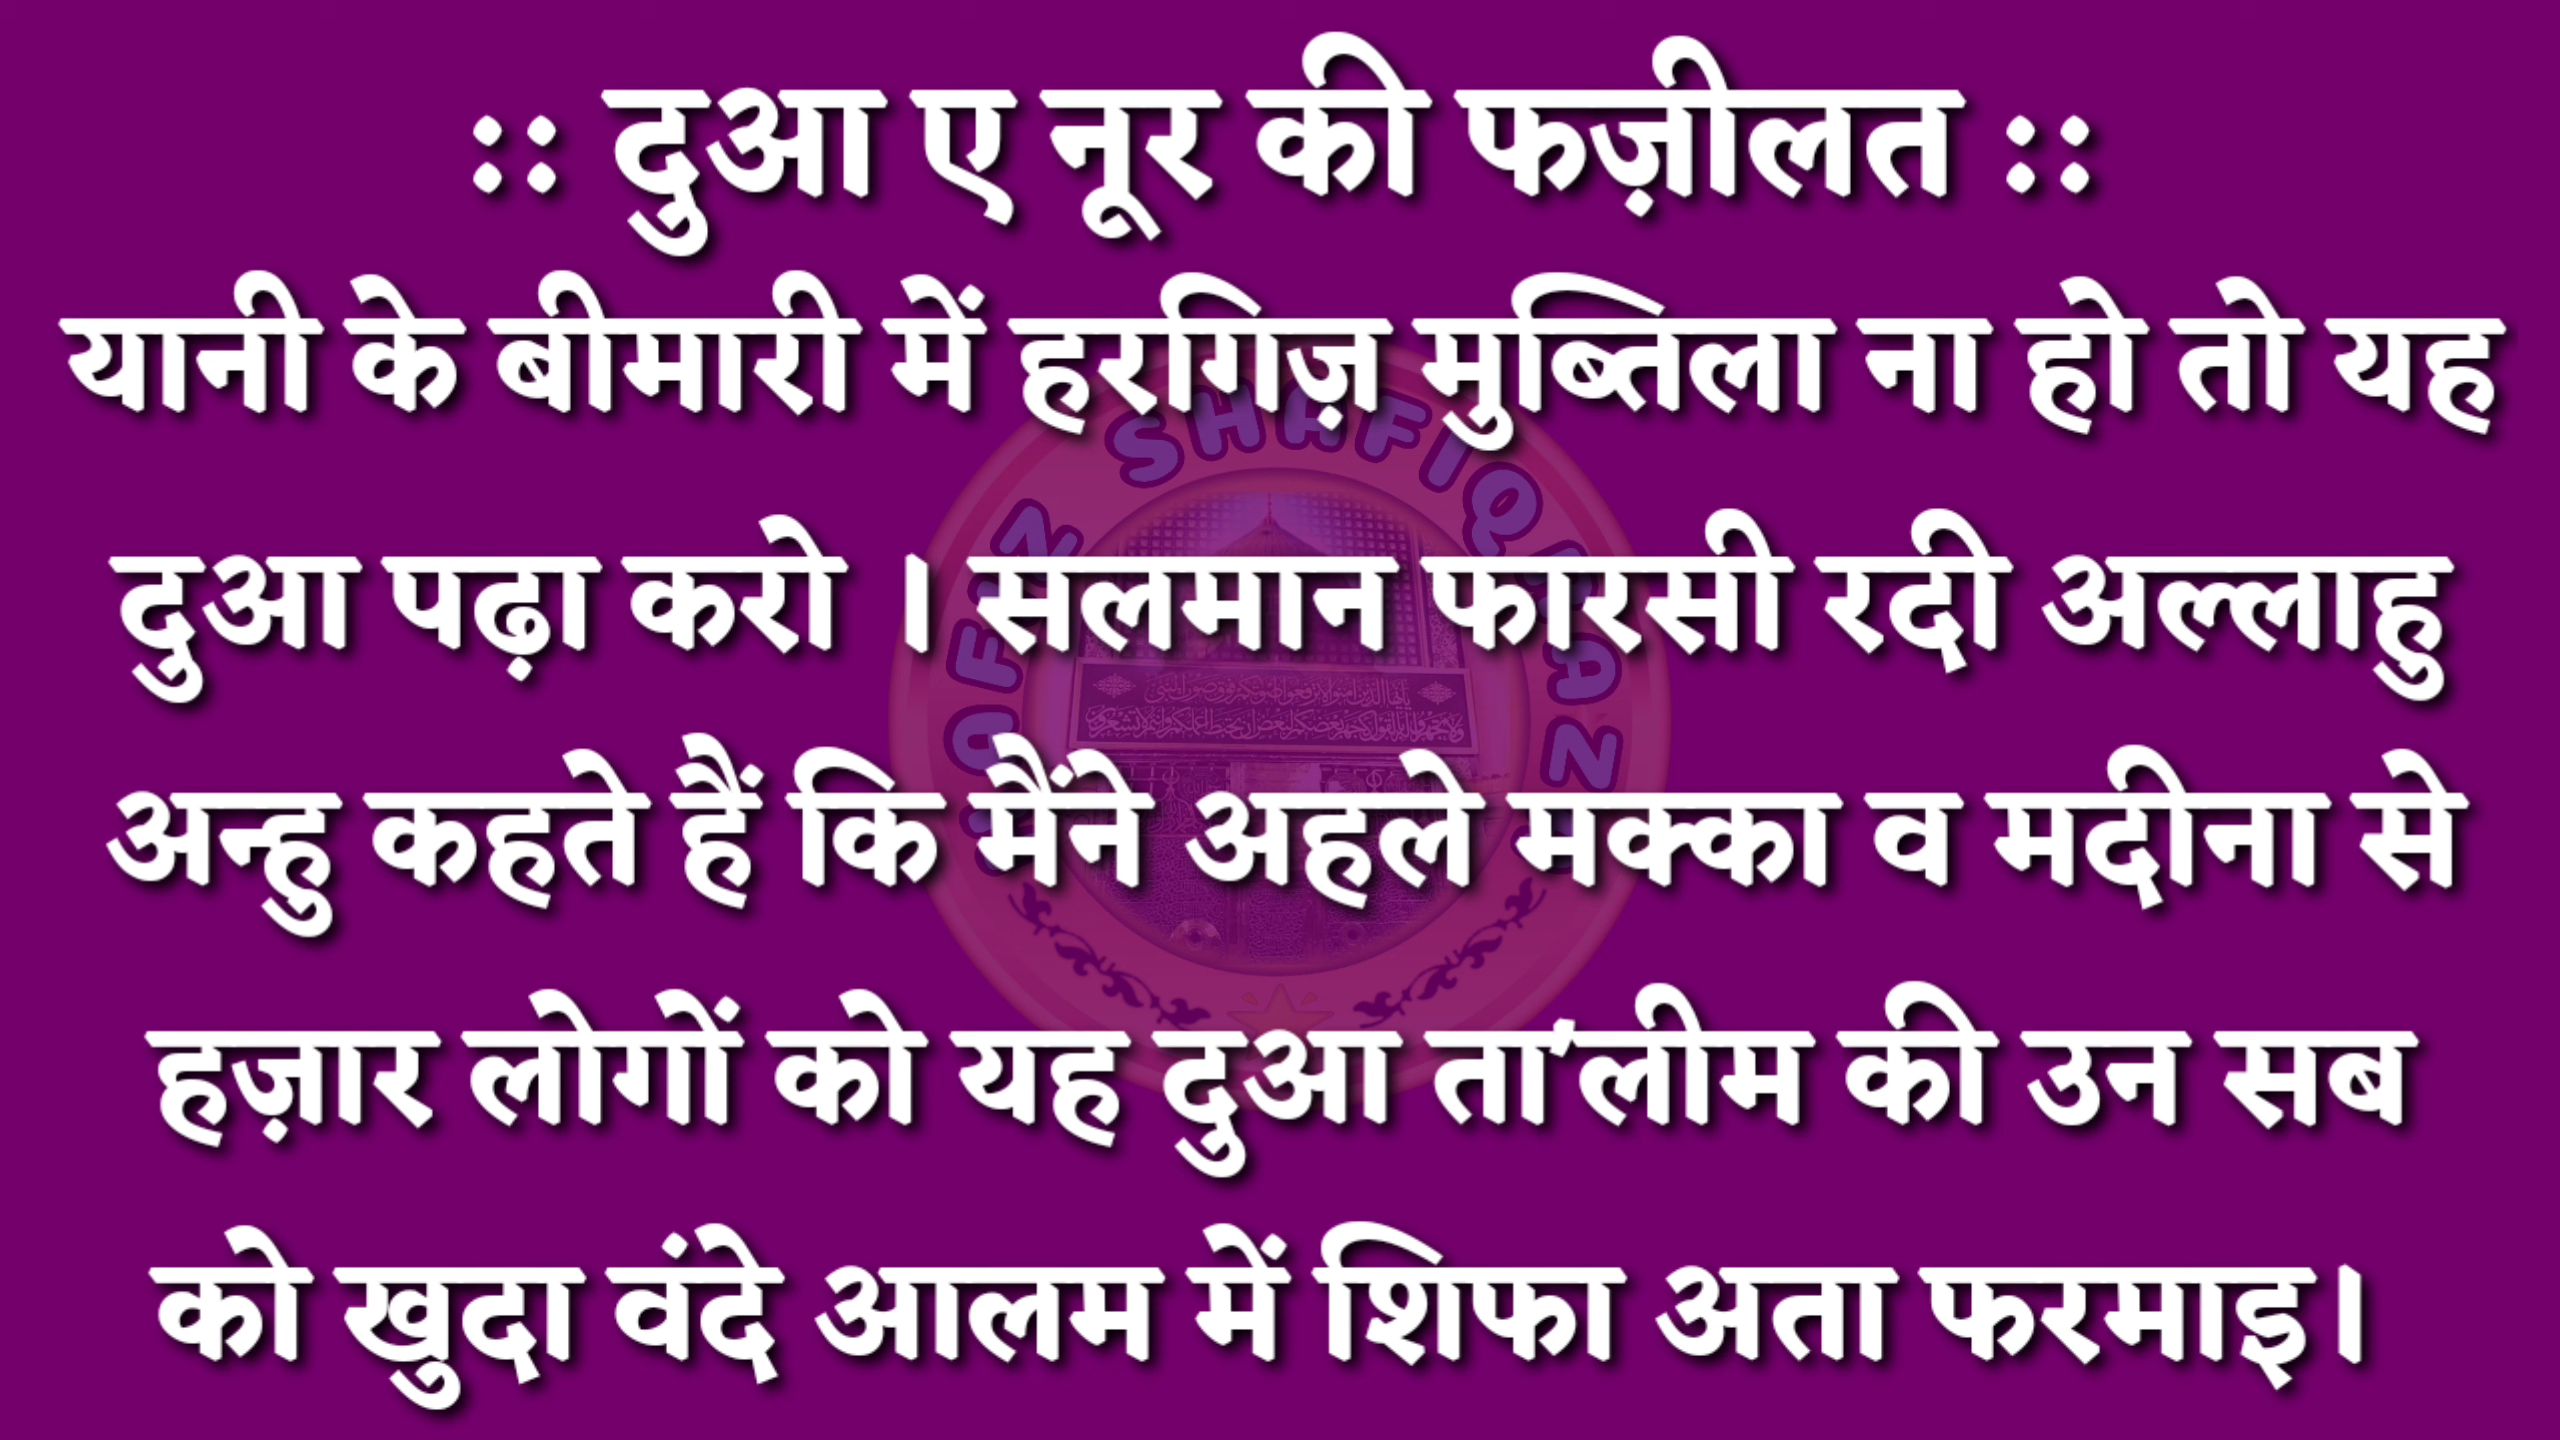 :: दुआ ए नूर की फज़ीलत ::
यानी के बीमारी में हरगिज़ मुब्तिला ना हो तो यह
दुआ पढ़ा करो । सलमान फारसी रदी अल्लाहु
अन्हु कहते हैं कि मैंने अहले मक्का व मदीना से
हज़ार लोगों को यह दुआ ता'लीम की उन सब
को खुदा वंदे आलम में शिफा अता फरमाइ।